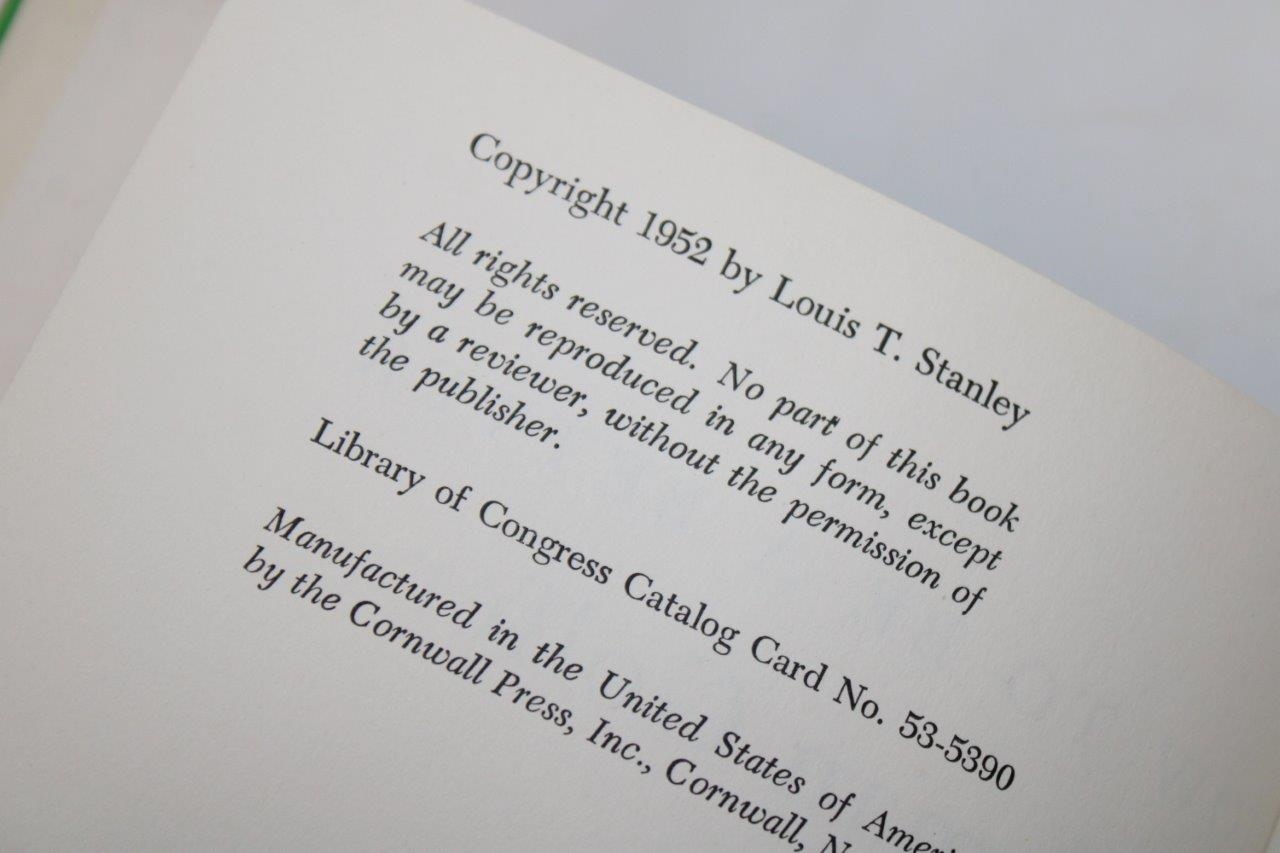 Copyright 1952 by Louis T. Stanley
All rights reserved. No part of this book
may be reproduced in any form, except
by a reviewer, without the permission of
the publisher.
Library of Congress Catalog Card No. 53-5390
Manufactured in the United States of Ameri
by the Cornwall Press, Inc., Cornwall, N